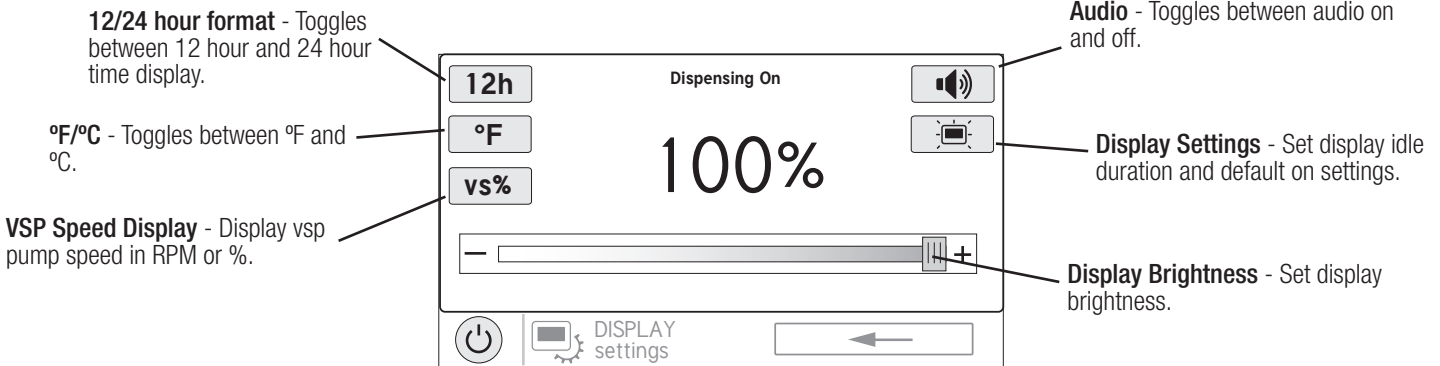 12/24 hour format - Toggles
between 12 hour and 24 hour
time display.
ºF/ºC - Toggles between ºF and
ºC.
VSP Speed Display - Display vsp
pump speed in RPM or %.
12h
°F
vs%
Dispensing On
100%
− +
DISPLAY
settings
Audio - Toggles between audio on
and off.
Display Settings - Set display idle
duration and default on settings.
Display Brightness - Set display
brightness.